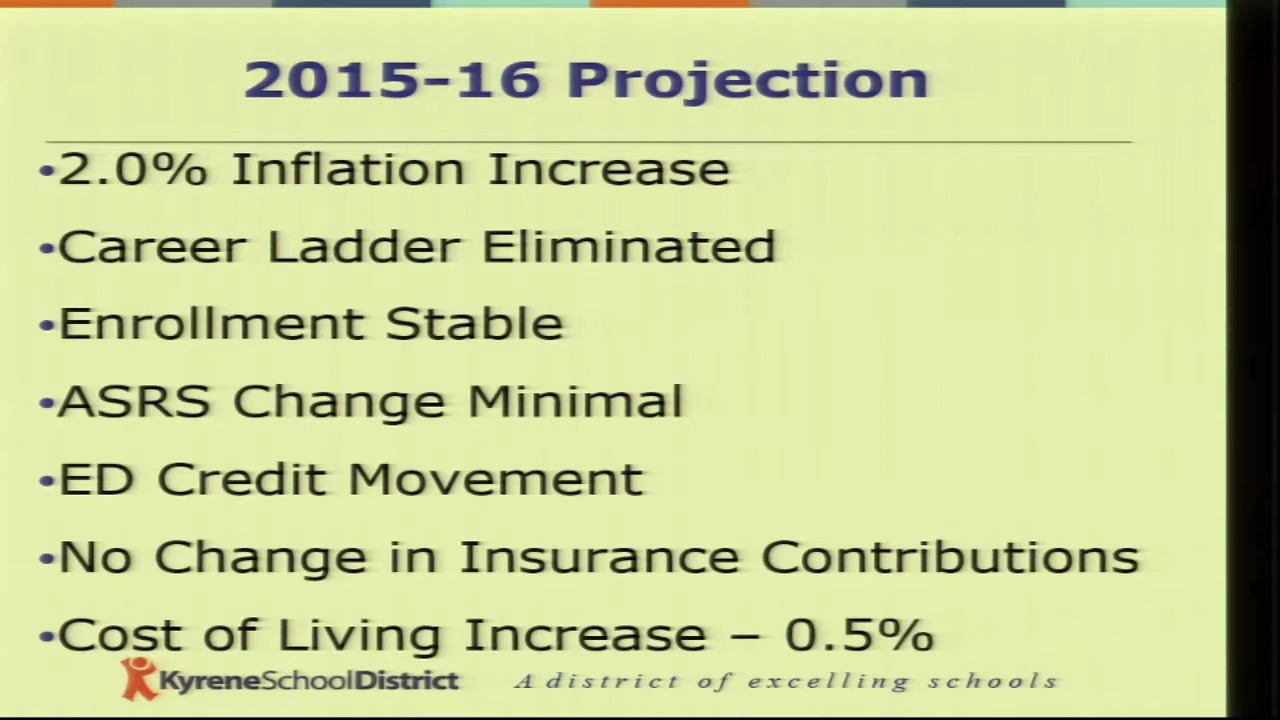 2015-16 Projection
•2.0% Inflation Increase
•Career Ladder Eliminated
•Enrollment Stable
•ASRS Change Minimal
•ED Credit Movement
•No Change in Insurance Contributions
•Cost of Living Increase – 0.5%
KyreneSchoolDistrict A district of excelling schools